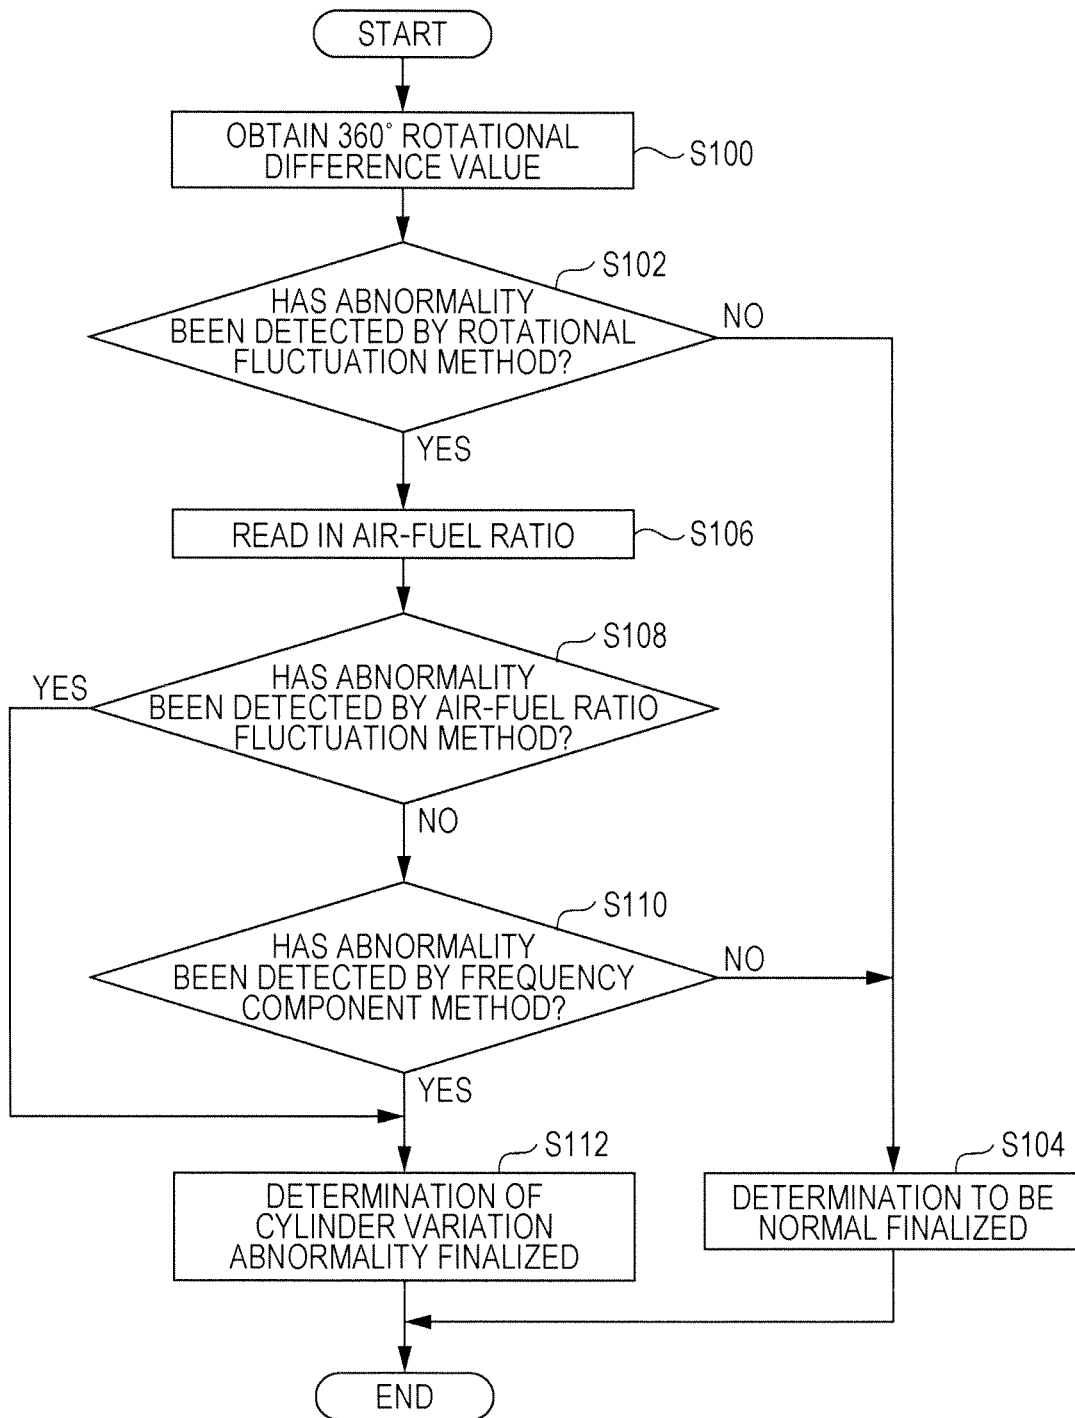 START
OBTAIN 360° ROTATIONAL
DIFFERENCE VALUE
S100
S102
HAS ABNORMALITY
BEEN DETECTED BY ROTATIONAL
FLUCTUATION METHOD?
NO
YES
READ IN AIR-FUEL RATIO
S106
S108
YES
HAS ABNORMALITY
BEEN DETECTED BY AIR-FUEL RATIO
FLUCTUATION METHOD?
NO
S110
HAS ABNORMALITY
BEEN DETECTED BY FREQUENCY
COMPONENT METHOD?
NO
YES
S112
DETERMINATION OF
CYLINDER VARIATION
ABNORMALITY FINALIZED
S104
DETERMINATION TO BE
NORMAL FINALIZED
END